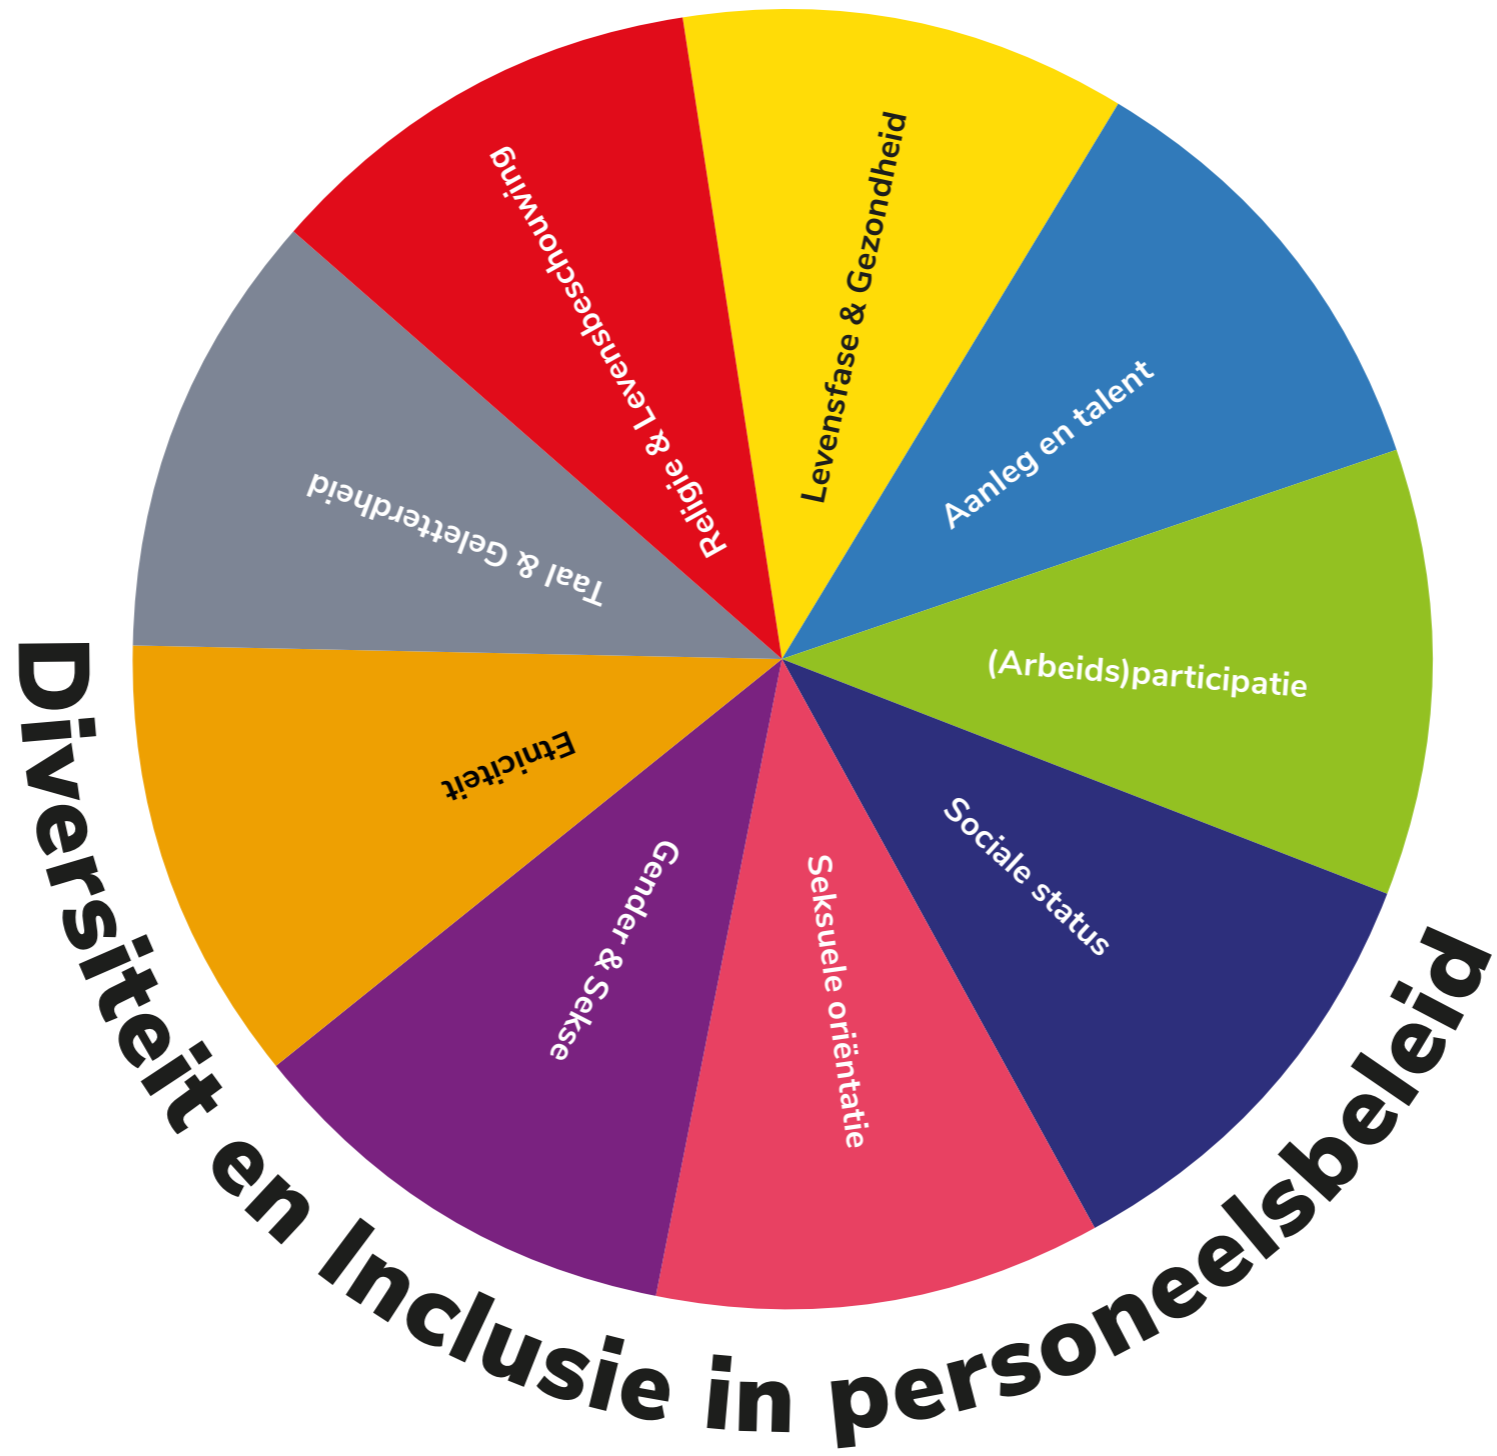 Levensfase & Gezondheid
Aanleg en talent
(Arbeids)participatie
Sociale status
Seksuele oriëntatie
Gender & Sekse
Etniciteit
Taal & Geletterdheid
Religie & Levensbeschouwing
Diversiteit en Inclusie in personeelsbeleid